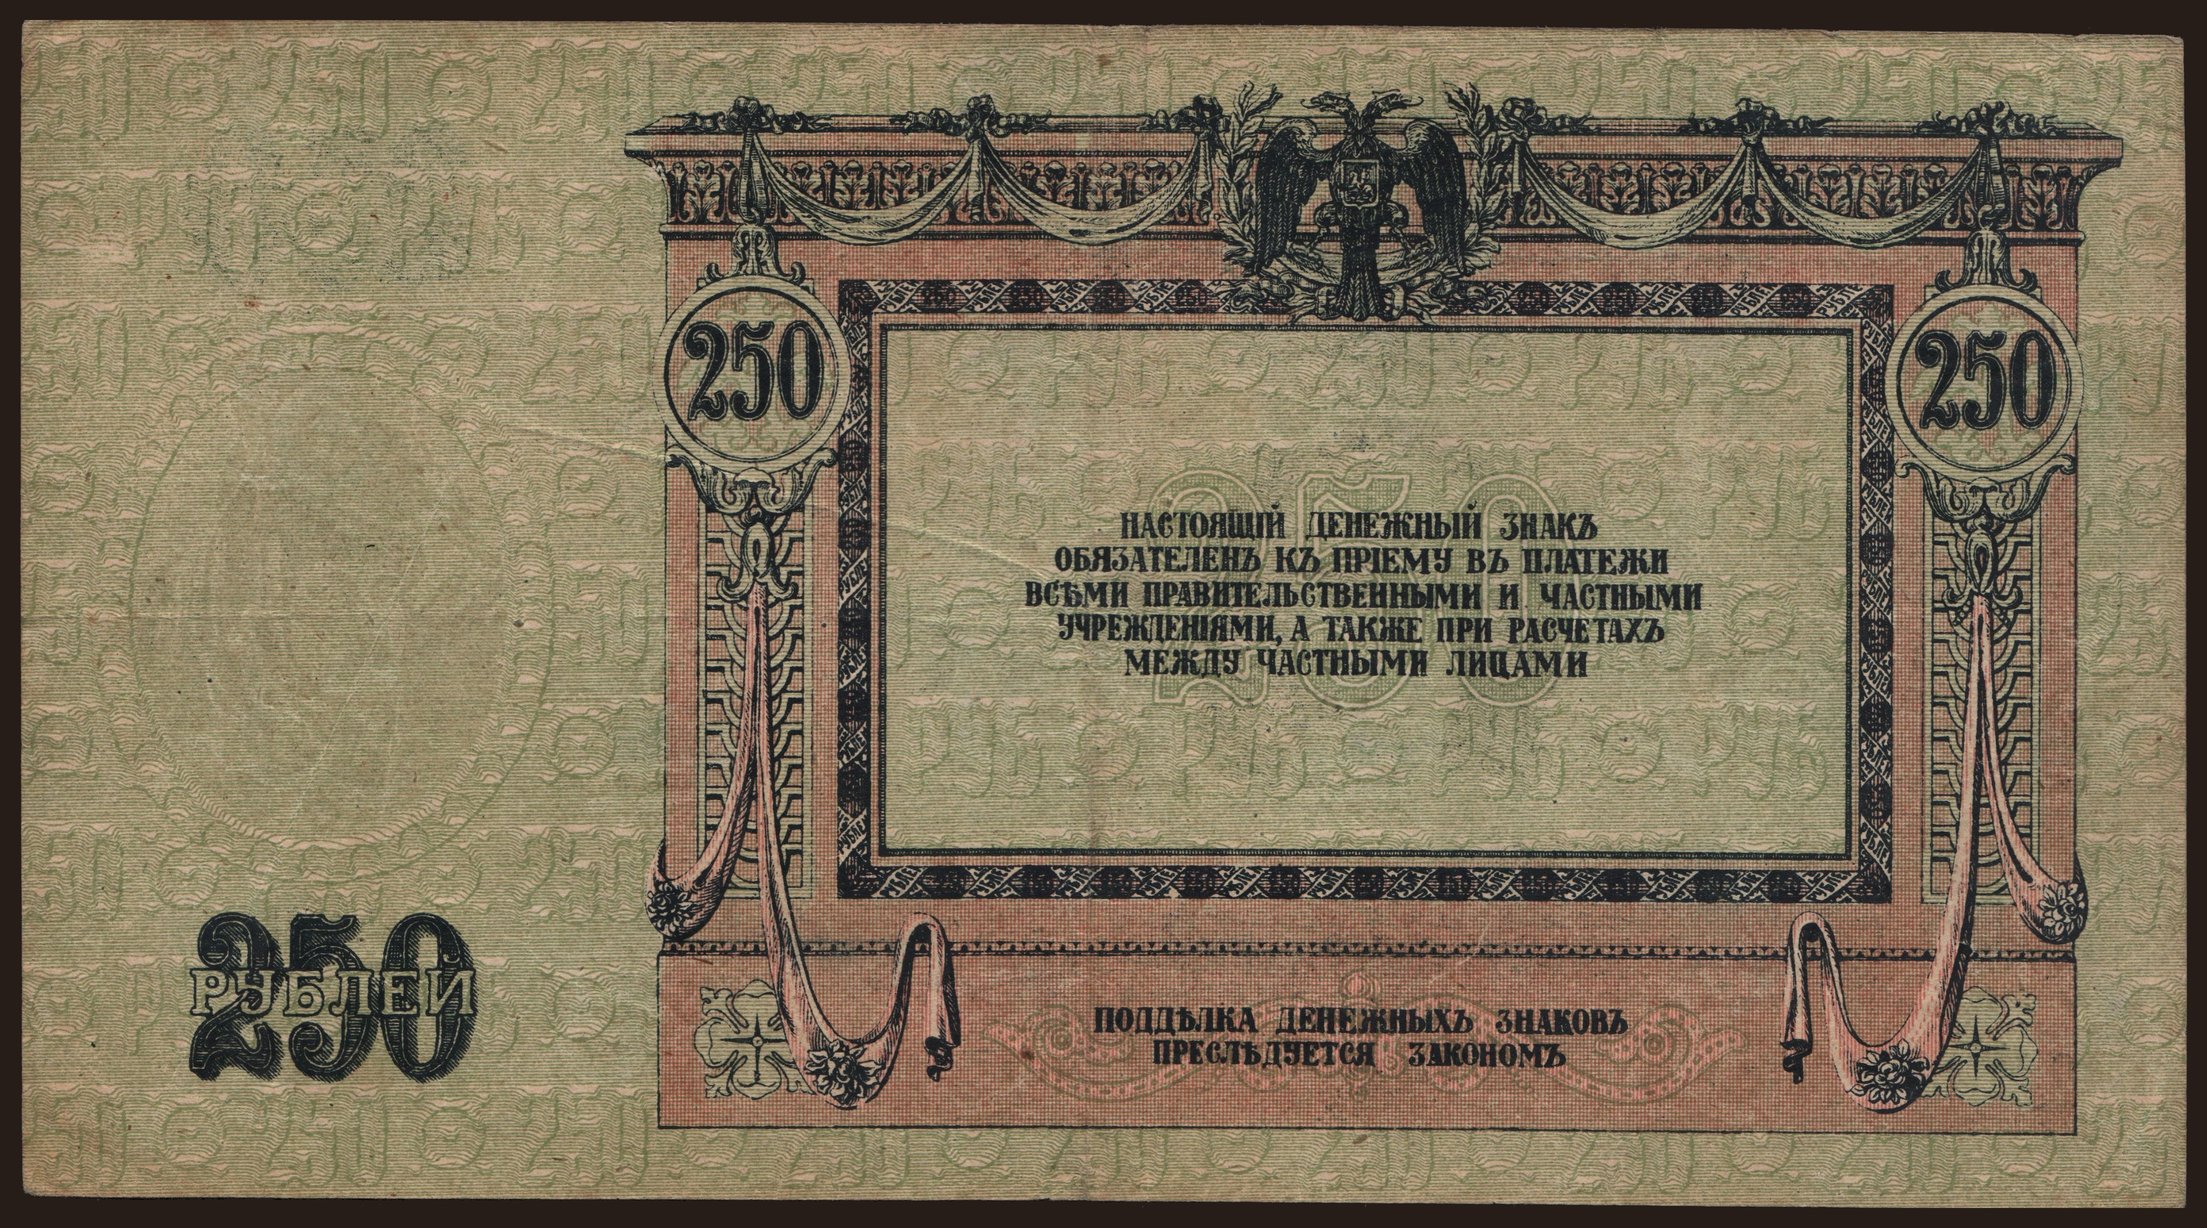 250
250
НАСТОЯЩІЙ ДЕНЕЖНЫЙ ЗНАКЪ
ОБЯЗАТЕЛЕНЪ КЪ ПРІЕМУ ВЪ ПЛАТЕЖИ
ВСѢМИ ПРАВИТЕЛЬСТВЕННЫМИ И ЧАСТНЫМИ
УЧРЕЖДЕНІЯМИ, А ТАКЖЕ ПРИ РАСЧЕТАХЪ
МЕЖДУ ЧАСТНЫМИ ЛИЦАМИ
250
250
РУБЛЕЙ
ПОДДѢЛКА ДЕНЕЖНЫХЪ ЗНАКОВЪ
ПРЕСЛѢДУЕТСЯ ЗАКОНОМЪ